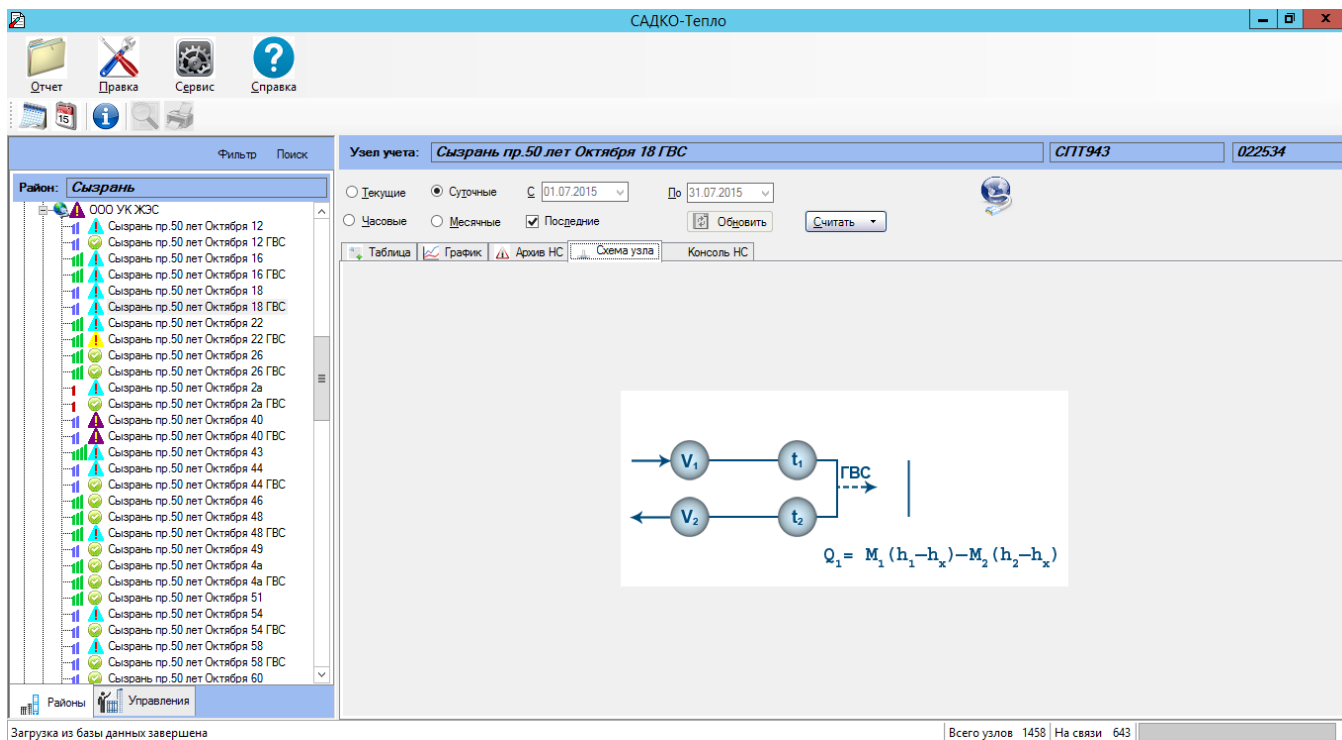 САДКО-Тепло
Отчет Правка Сервис Справка
15
Фильтр Поиск
Район: Сызрань
ООО УК ЖЭС
Сызрань пр.50 лет Октября 12
Сызрань пр.50 лет Октября 12 ГВС
Сызрань пр.50 лет Октября 16
Сызрань пр.50 лет Октября 16 ГВС
Сызрань пр.50 лет Октября 18
Сызрань пр.50 лет Октября 18 ГВС
Сызрань пр.50 лет Октября 22
Сызрань пр.50 лет Октября 22 ГВС
Сызрань пр.50 лет Октября 26
Сызрань пр.50 лет Октября 26 ГВС
Сызрань пр.50 лет Октября 2а
Сызрань пр.50 лет Октября 2а ГВС
Сызрань пр.50 лет Октября 40
Сызрань пр.50 лет Октября 40 ГВС
Сызрань пр.50 лет Октября 43
Сызрань пр.50 лет Октября 44
Сызрань пр.50 лет Октября 44 ГВС
Сызрань пр.50 лет Октября 46
Сызрань пр.50 лет Октября 48
Сызрань пр.50 лет Октября 48 ГВС
Сызрань пр.50 лет Октября 49
Сызрань пр.50 лет Октября 4а
Сызрань пр.50 лет Октября 4а ГВС
Сызрань пр.50 лет Октября 51
Сызрань пр.50 лет Октября 54
Сызрань пр.50 лет Октября 54 ГВС
Сызрань пр.50 лет Октября 58
Сызрань пр.50 лет Октября 58 ГВС
Сызрань пр.50 лет Октября 60
Районы Управления
Узел учета: Сызрань пр.50 лет Октября 18 ГВС СПТ943 022534
Текущие Суточные С 01.07.2015 По 31.07.2015
Часовые Месячные Последние Обновить Считать
Таблица График Архив НС Схема узла Консоль НС
V₁ t₁
ГВС
V₂ t₂
Q₁= M₁(h₁—hₓ)—M₂(h₂—hₓ)
Загрузка из базы данных завершена Всего узлов 1458 На связи 643